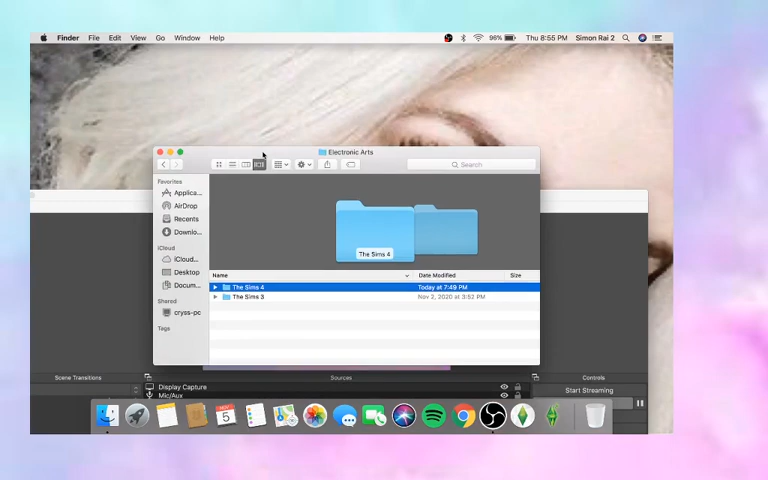 Finder File Edit View Go Window Help 96% Thu 8:55 PM Simon Rai 2
Electronic Arts
Search
Favorites
Applica...
AirDrop
Recents
Downlo...
iCloud
iCloud...
Desktop
Docum...
Shared
cryss-pc
Tags
The Sims 4
Name Date Modified Size
The Sims 4 Today at 7:49 PM
The Sims 3 Nov 2, 2020 at 3:52 PM
Scene Transitions Sources Controls
Display Capture
Mic/Aux
Start Streaming
5